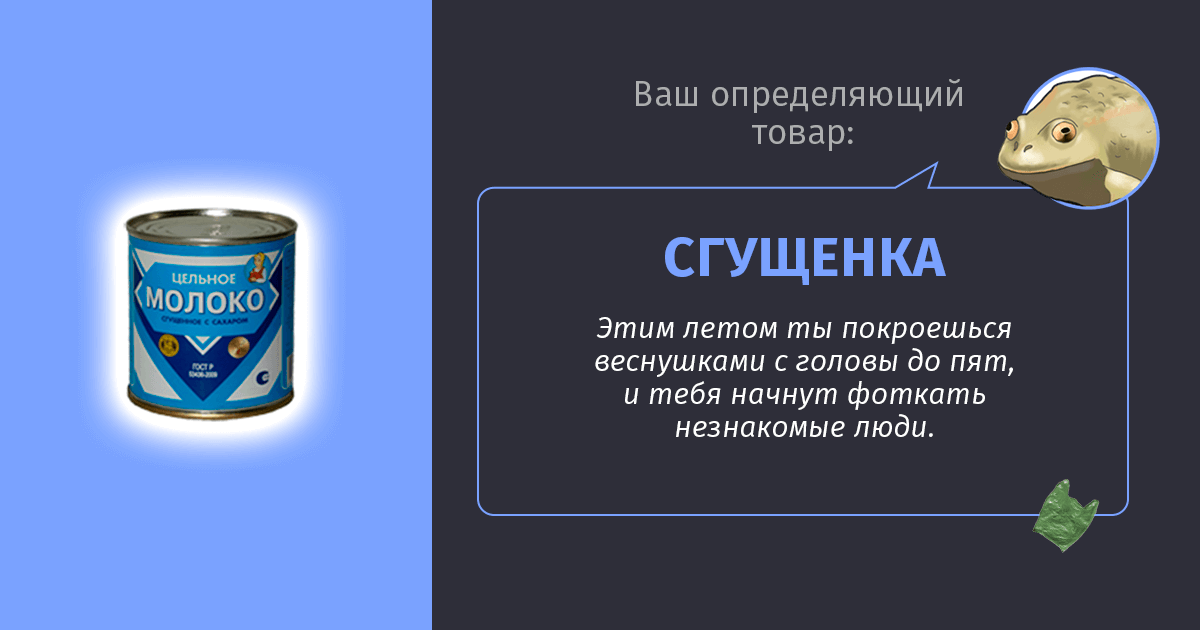 Ваш определяющий
товар:
СГУЩЕНКА
Этим летом ты покроешься
веснушками с головы до пят,
и тебя начнут фоткать
незнакомые люди.
ЦЕЛЬНОЕ
МОЛОКО
СГУЩЕННОЕ С САХАРОМ
ГОСТ Р